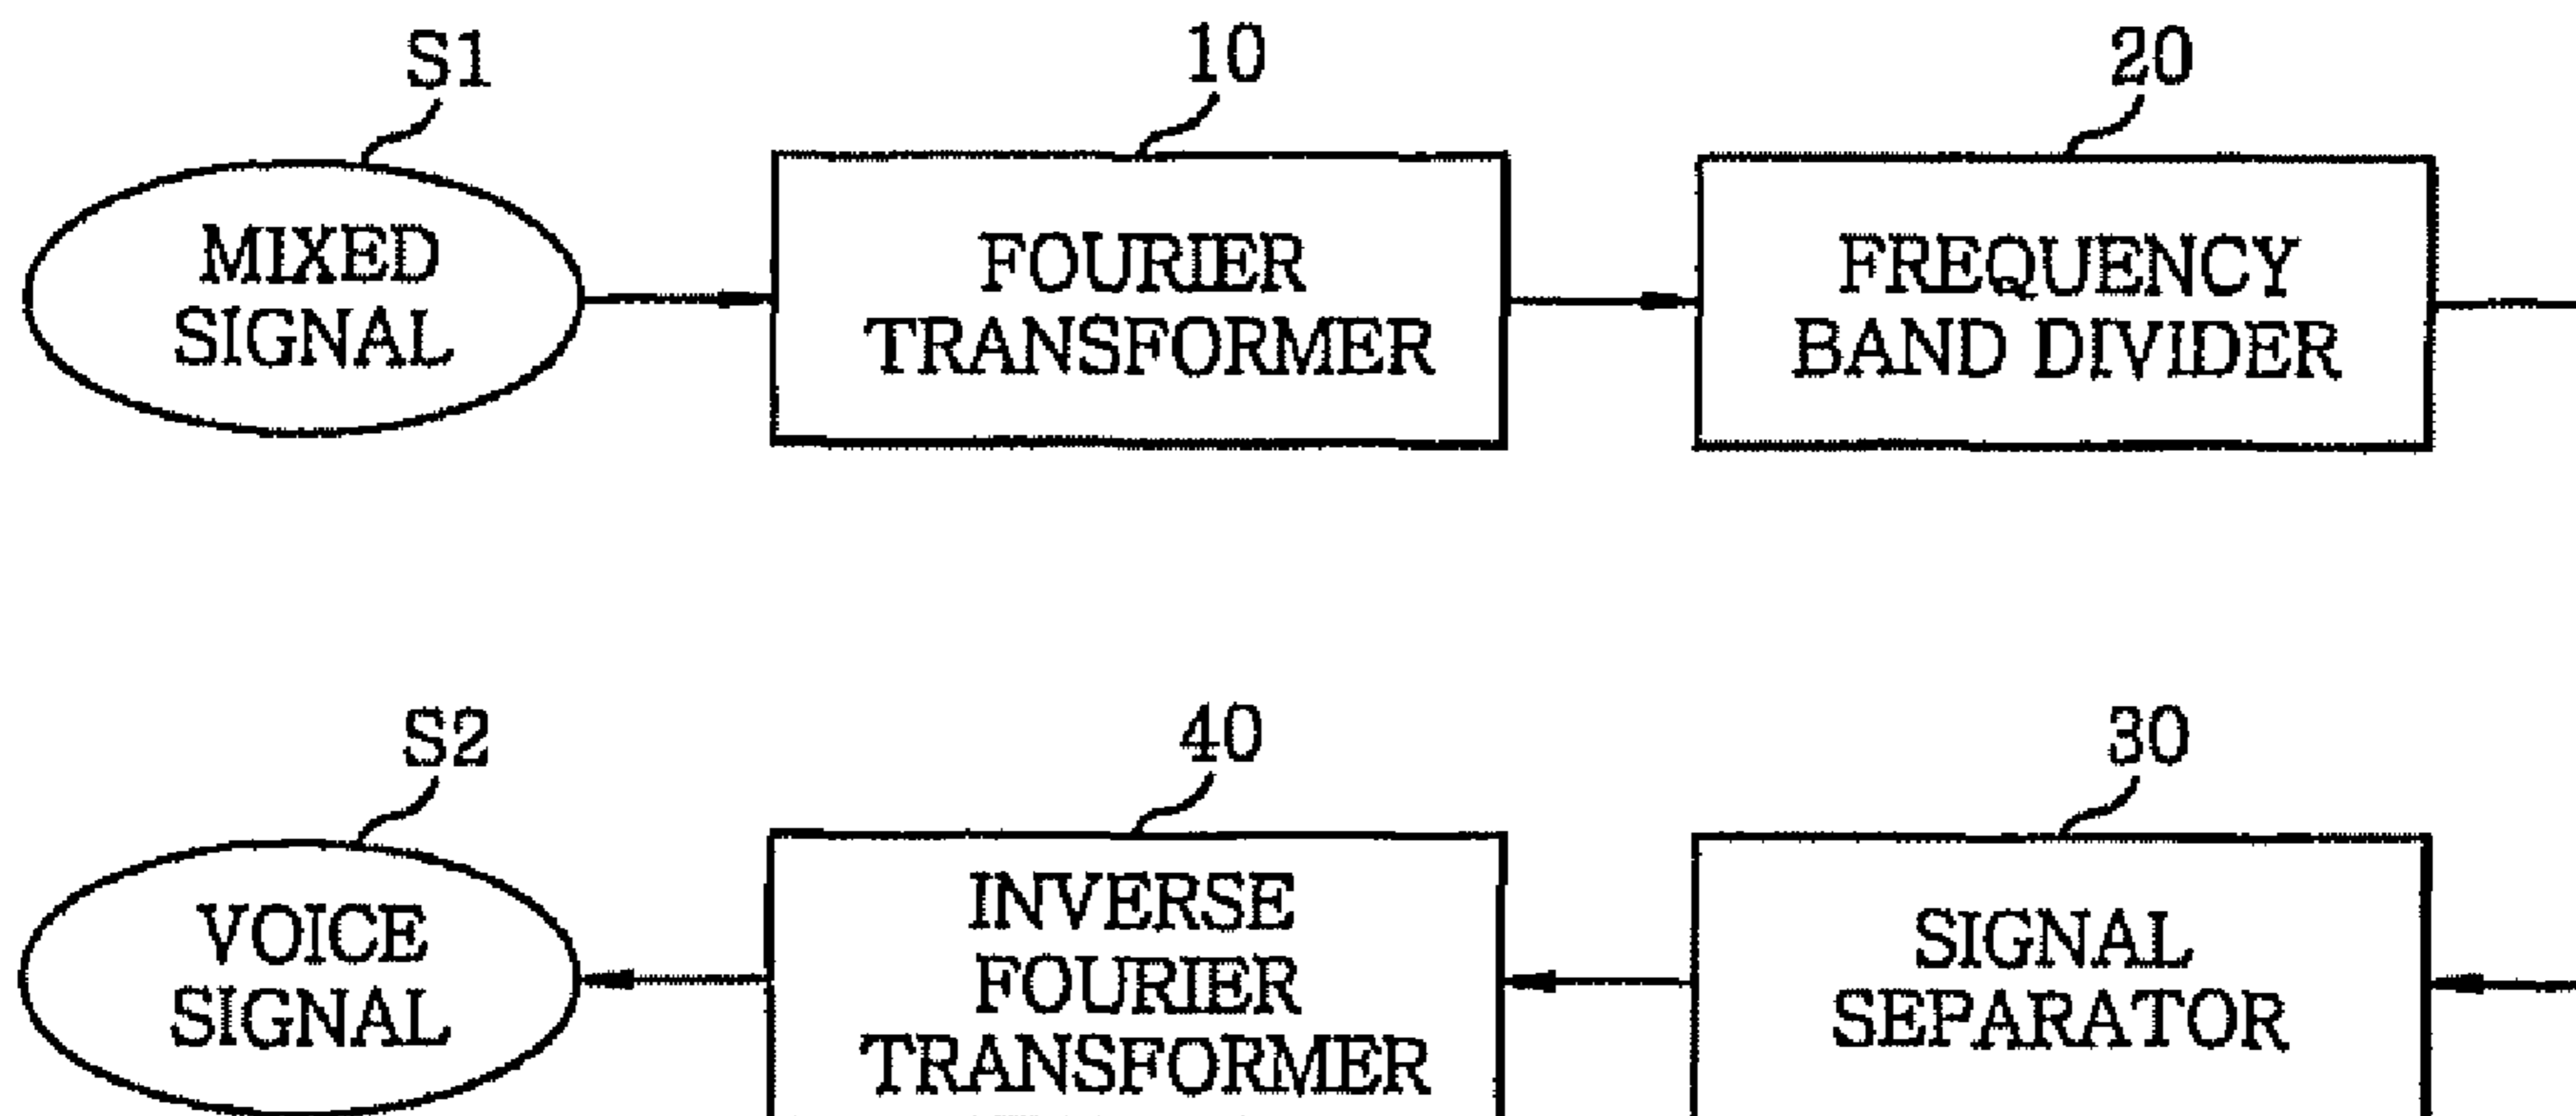 S1
10
20
MIXED
SIGNAL
FOURIER
TRANSFORMER
FREQUENCY
BAND DIVIDER
S2
40
30
VOICE
SIGNAL
INVERSE
FOURIER
TRANSFORMER
SIGNAL
SEPARATOR